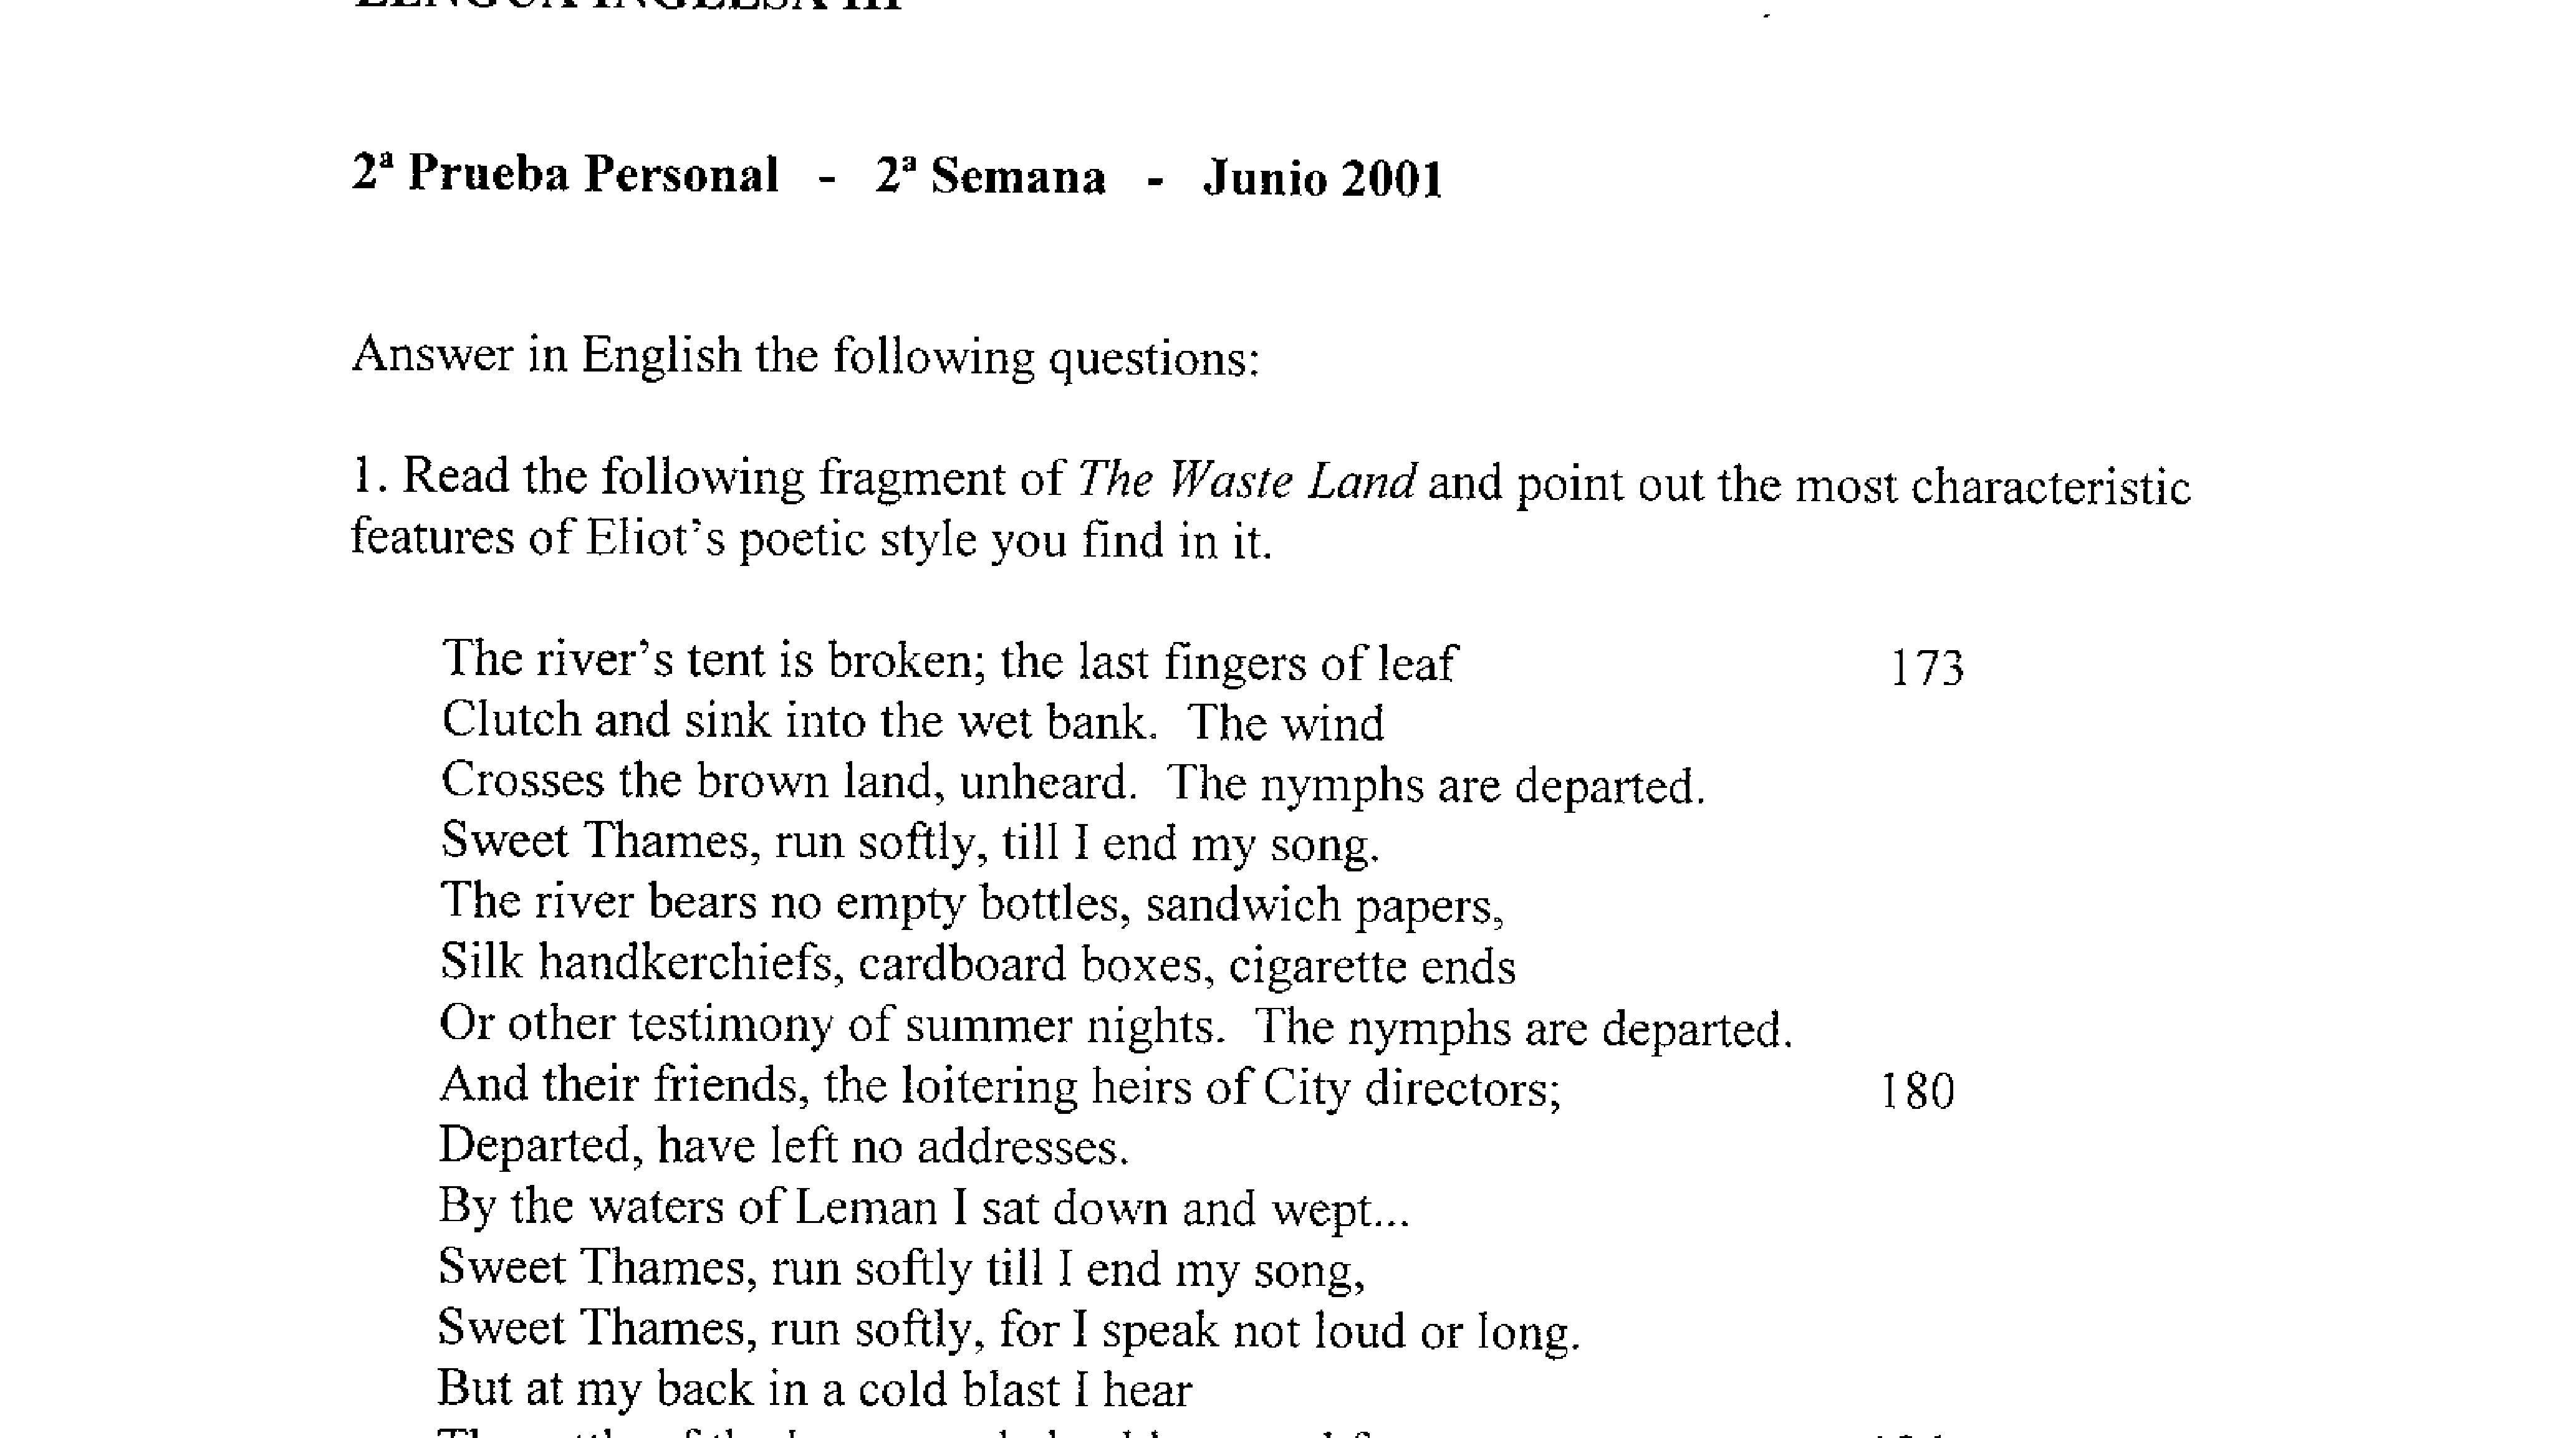 LENGUA INGLESA III
2ª Prueba Personal - 2ª Semana - Junio 2001
Answer in English the following questions:
1. Read the following fragment of The Waste Land and point out the most characteristic
features of Eliot's poetic style you find in it.
The river's tent is broken; the last fingers of leaf 173
Clutch and sink into the wet bank. The wind
Crosses the brown land, unheard. The nymphs are departed.
Sweet Thames, run softly, till I end my song.
The river bears no empty bottles, sandwich papers,
Silk handkerchiefs, cardboard boxes, cigarette ends
Or other testimony of summer nights. The nymphs are departed.
And their friends, the loitering heirs of City directors; 180
Departed, have left no addresses.
By the waters of Leman I sat down and wept...
Sweet Thames, run softly till I end my song,
Sweet Thames, run softly, for I speak not loud or long.
But at my back in a cold blast I hear